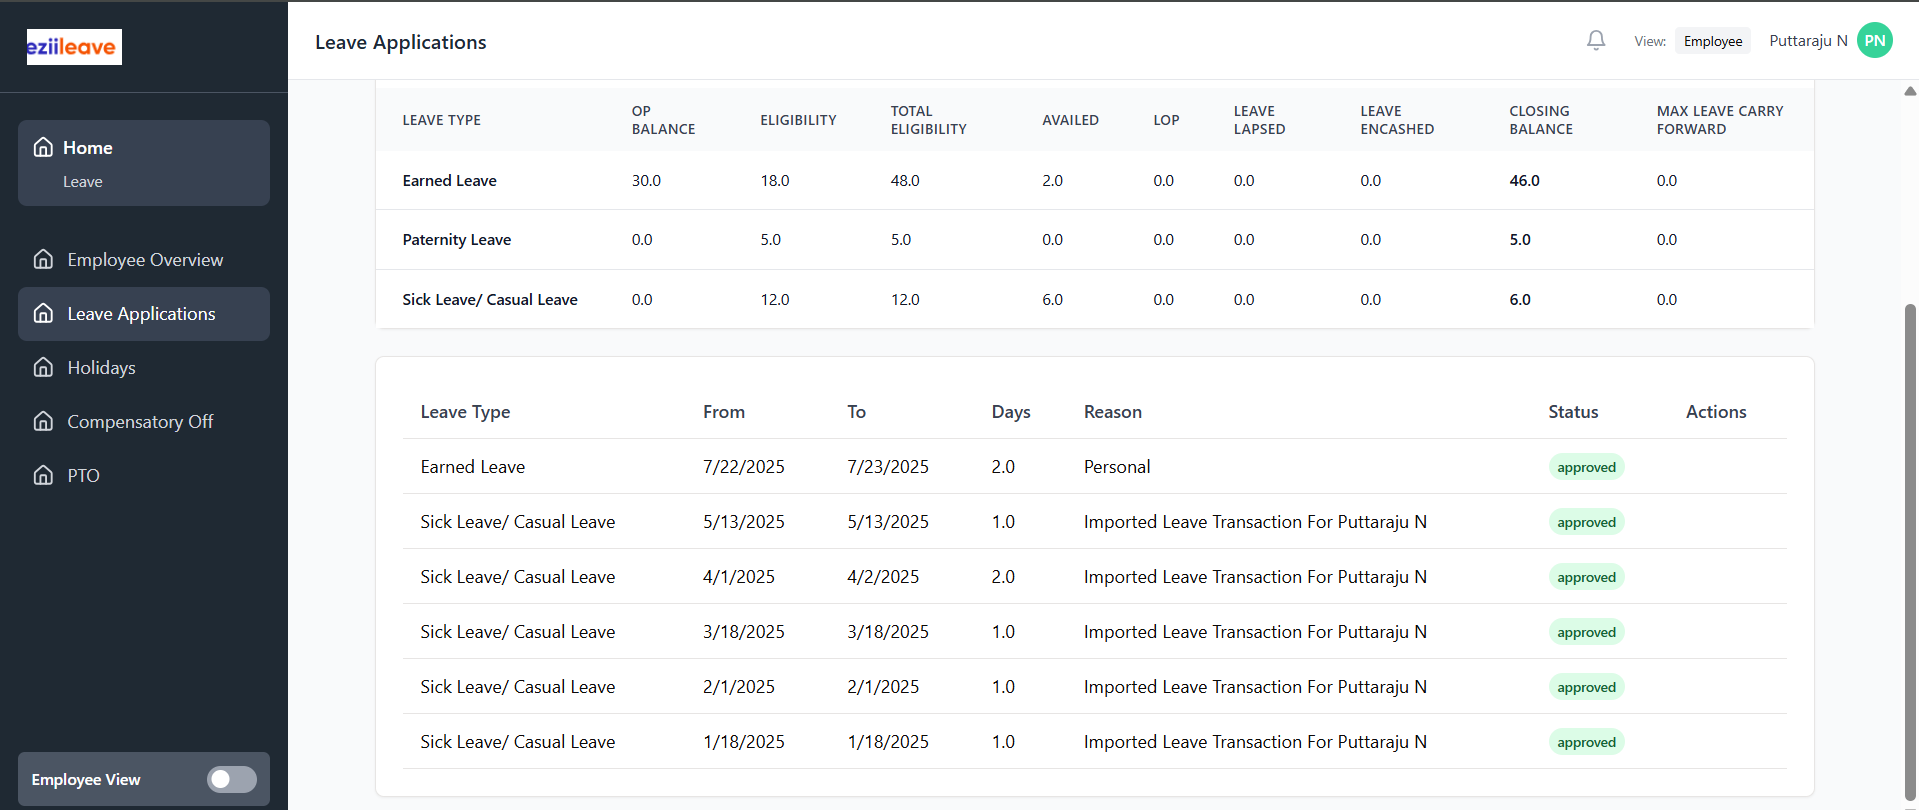 eziileave
Leave Applications
View: Employee Puttaraju N PN
Home
Leave
Employee Overview
Leave Applications
Holidays
Compensatory Off
PTO
Employee View
LEAVE TYPE OP BALANCE ELIGIBILITY TOTAL ELIGIBILITY AVAILED LOP LEAVE LAPSED LEAVE ENCASHED CLOSING BALANCE MAX LEAVE CARRY FORWARD
Earned Leave 30.0 18.0 48.0 2.0 0.0 0.0 0.0 46.0 0.0
Paternity Leave 0.0 5.0 5.0 0.0 0.0 0.0 0.0 5.0 0.0
Sick Leave/ Casual Leave 0.0 12.0 12.0 6.0 0.0 0.0 0.0 6.0 0.0
Leave Type From To Days Reason Status Actions
Earned Leave 7/22/2025 7/23/2025 2.0 Personal approved
Sick Leave/ Casual Leave 5/13/2025 5/13/2025 1.0 Imported Leave Transaction For Puttaraju N approved
Sick Leave/ Casual Leave 4/1/2025 4/2/2025 2.0 Imported Leave Transaction For Puttaraju N approved
Sick Leave/ Casual Leave 3/18/2025 3/18/2025 1.0 Imported Leave Transaction For Puttaraju N approved
Sick Leave/ Casual Leave 2/1/2025 2/1/2025 1.0 Imported Leave Transaction For Puttaraju N approved
Sick Leave/ Casual Leave 1/18/2025 1/18/2025 1.0 Imported Leave Transaction For Puttaraju N approved